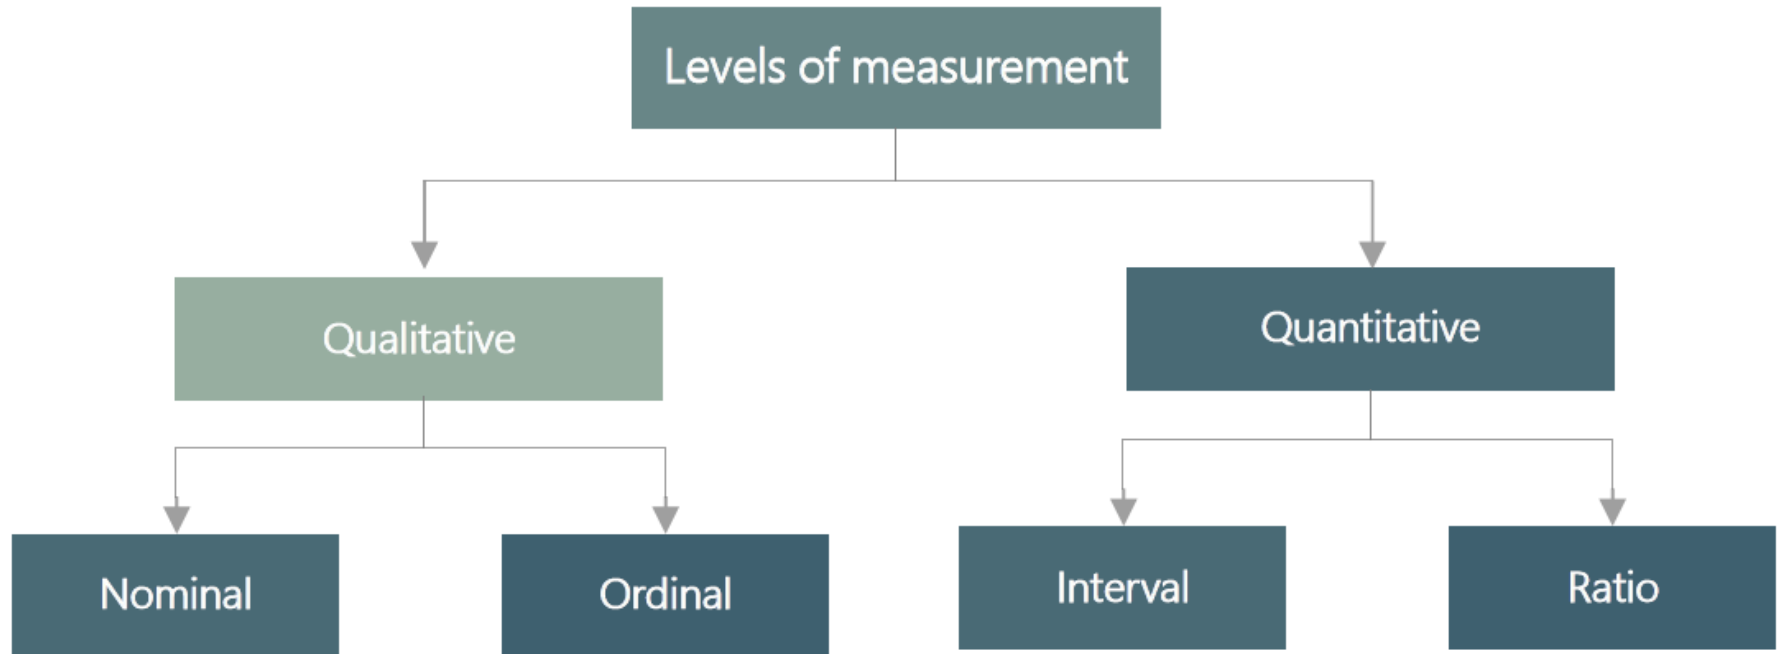 Levels of measurement
Qualitative
Quantitative
Nominal
Ordinal
Interval
Ratio